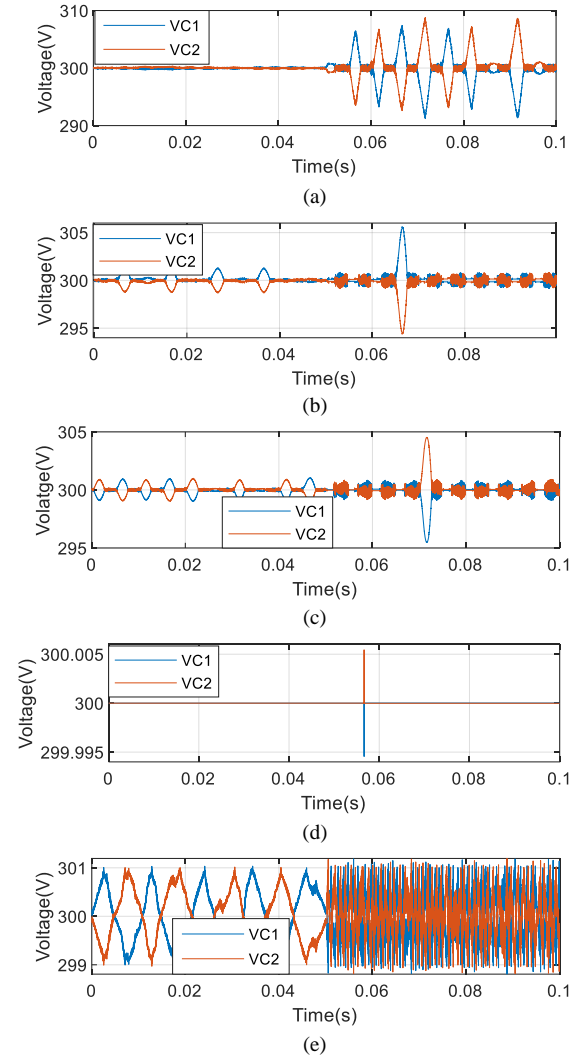 310
VC1
VC2
300
290
Voltage(V)
0 0.02 0.04 0.06 0.08 0.1
Time(s)
(a)
305
VC1
VC2
300
295
Voltage(V)
0 0.02 0.04 0.06 0.08
Time(s)
(b)
305
300
VC1
VC2
295
Volatge(V)
0 0.02 0.04 0.06 0.08 0.1
Time(s)
(c)
300.005
VC1
VC2
300
299.995
Voltage(V)
0 0.02 0.04 0.06 0.08 0.1
Time(s)
(d)
301
300
VC1
VC2
299
Voltage(V)
0 0.02 0.04 0.06 0.08 0.1
Time(s)
(e)